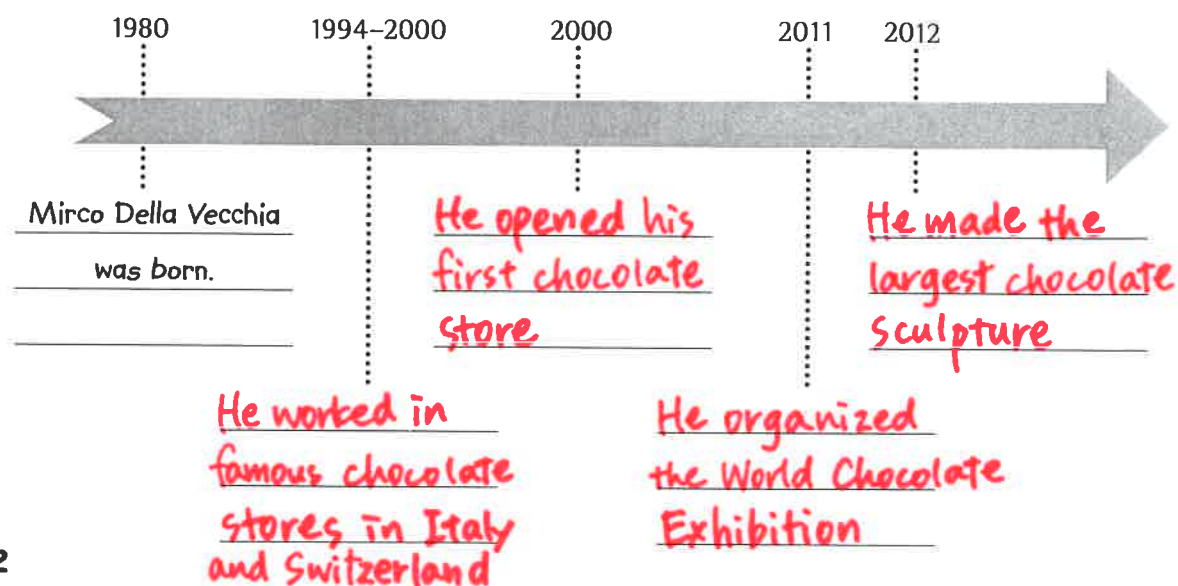 1980
1994–2000
2000
2011
2012
Mirco Della Vecchia
was born.
He opened his
first chocolate
store
He made the
largest chocolate
sculpture
He worked in
famous chocolate
stores in Italy
and Switzerland
He organized
the World Chocolate
Exhibition
2